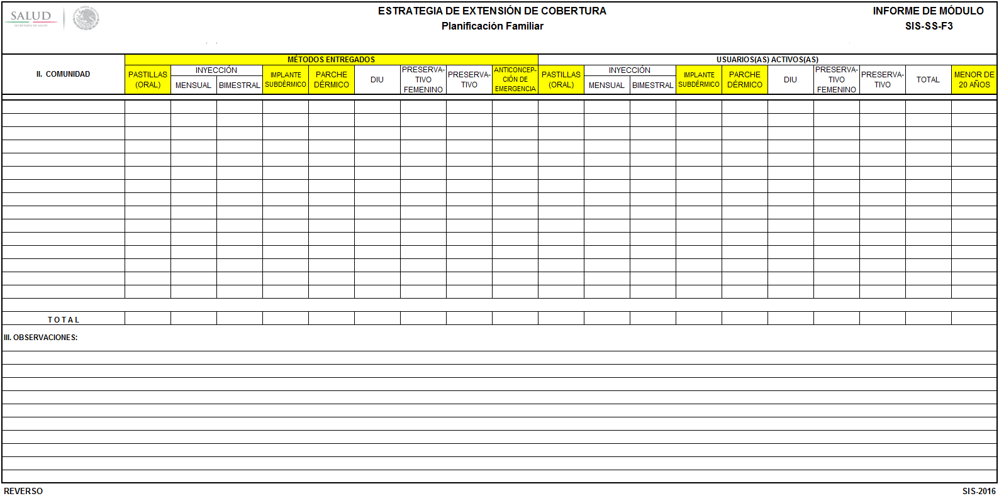 SALUD
SECRETARÍA DE SALUD
ESTRATEGIA DE EXTENSIÓN DE COBERTURA
Planificación Familiar
INFORME DE MÓDULO
SIS-SS-F3
II. COMUNIDAD
MÉTODOS ENTREGADOS
PASTILLAS
(ORAL)
INYECCIÓN
MENSUAL
BIMESTRAL
IMPLANTE
SUBDÉRMICO
PARCHE
DÉRMICO
DIU
PRESERVA-
TIVO
FEMENINO
PRESERVA-
TIVO
ANTICONCEP-
CIÓN DE
EMERGENCIA
USUARIOS(AS) ACTIVOS(AS)
PASTILLAS
(ORAL)
INYECCIÓN
MENSUAL
BIMESTRAL
IMPLANTE
SUBDÉRMICO
PARCHE
DÉRMICO
DIU
PRESERVA-
TIVO
FEMENINO
PRESERVA-
TIVO
TOTAL
MENOR DE
20 AÑOS
T O T A L
III. OBSERVACIONES:
REVERSO
SIS-2016